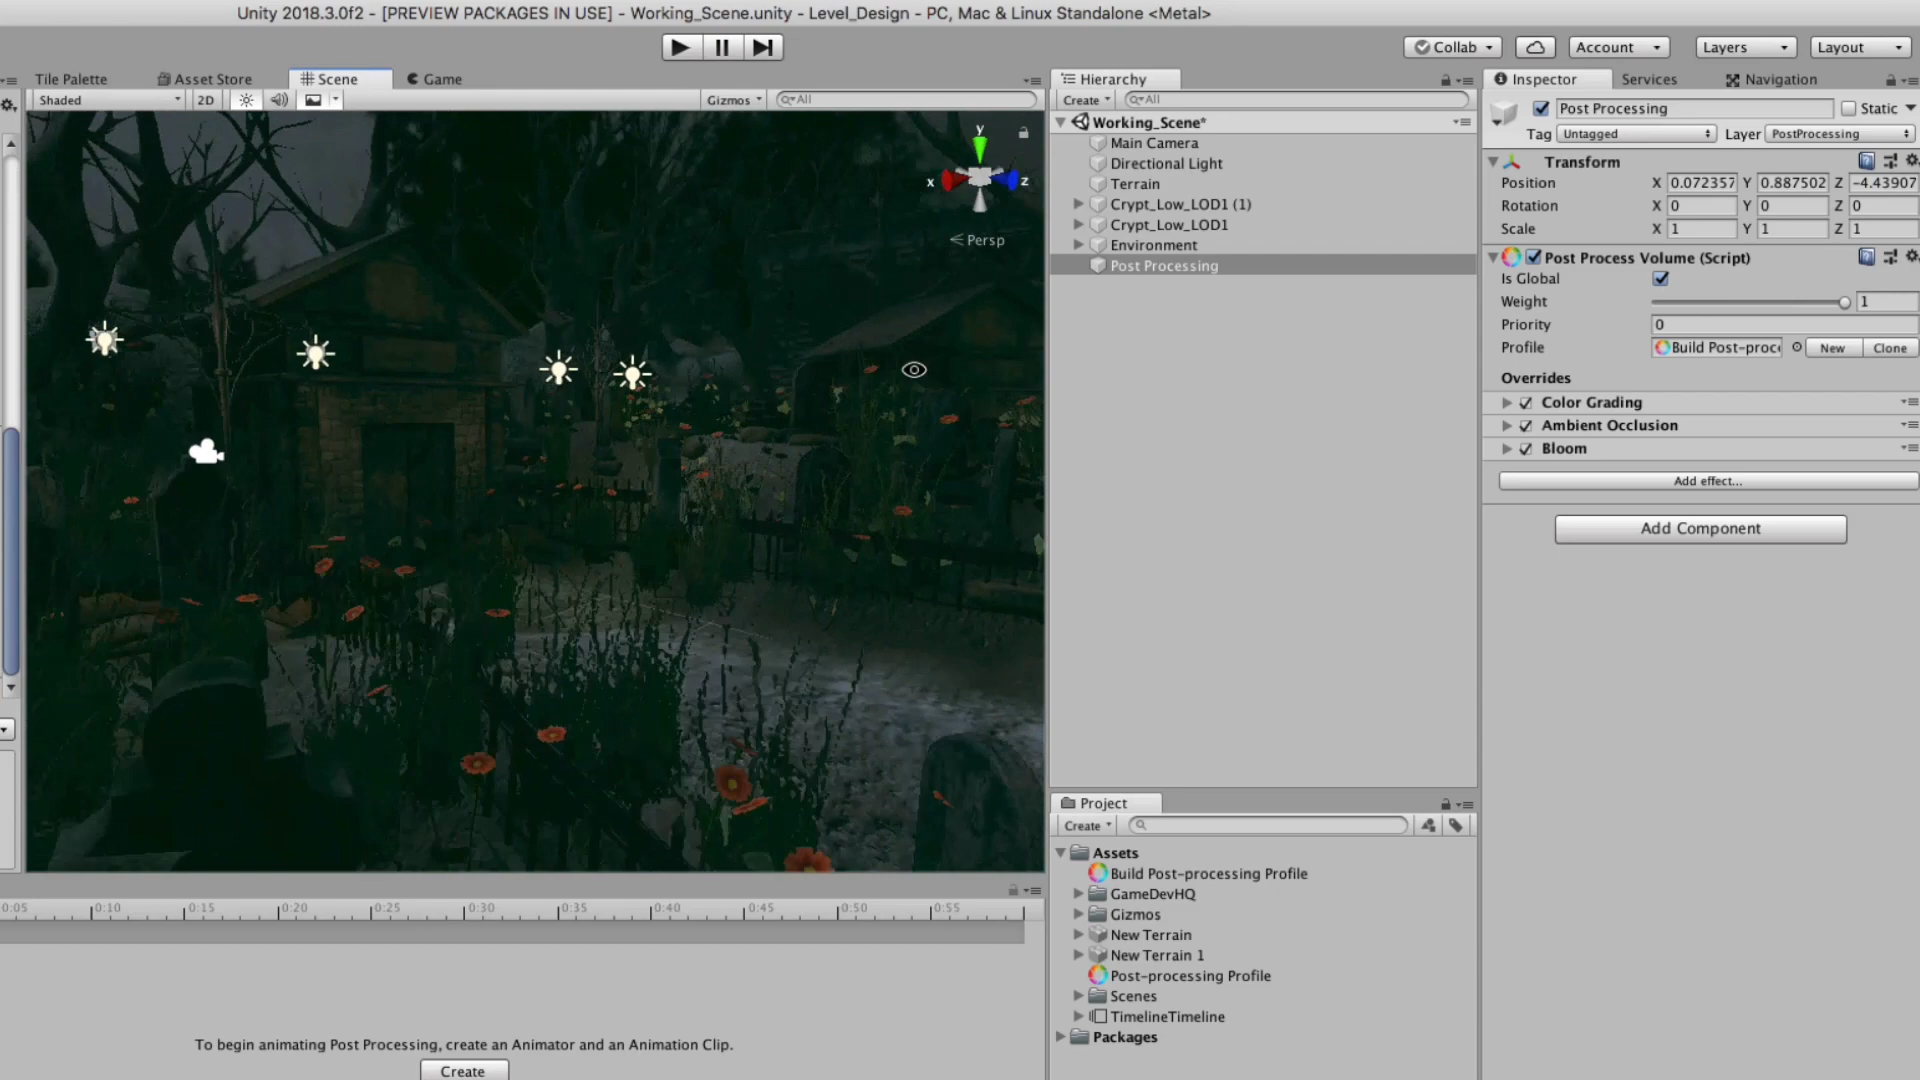 Unity 2018.3.0f2 - [PREVIEW PACKAGES IN USE] - Working_Scene.unity - Level_Design - PC, Mac & Linux Standalone <Metal>
Collab Account Layers Layout
Tile Palette Asset Store Scene Game
Shaded 2D Gizmos All
y
x z
Persp
Hierarchy
Create All
Working_Scene*
Main Camera
Directional Light
Terrain
Crypt_Low_LOD1 (1)
Crypt_Low_LOD1
Environment
Post Processing
Inspector Services Navigation
Post Processing Static
Tag Untagged Layer PostProcessing
Transform
Position X 0.072357 Y 0.887502 Z -4.43907
Rotation X 0 Y 0 Z 0
Scale X 1 Y 1 Z 1
Post Process Volume (Script)
Is Global
Weight 1
Priority 0
Profile Build Post-proc New Clone
Overrides
Color Grading
Ambient Occlusion
Bloom
Add effect...
Add Component
Project
Create
Assets
Build Post-processing Profile
GameDevHQ
Gizmos
New Terrain
New Terrain 1
Post-processing Profile
Scenes
TimelineTimeline
Packages
0:05 0:10 0:15 0:20 0:25 0:30 0:35 0:40 0:45 0:50 0:55
To begin animating Post Processing, create an Animator and an Animation Clip.
Create